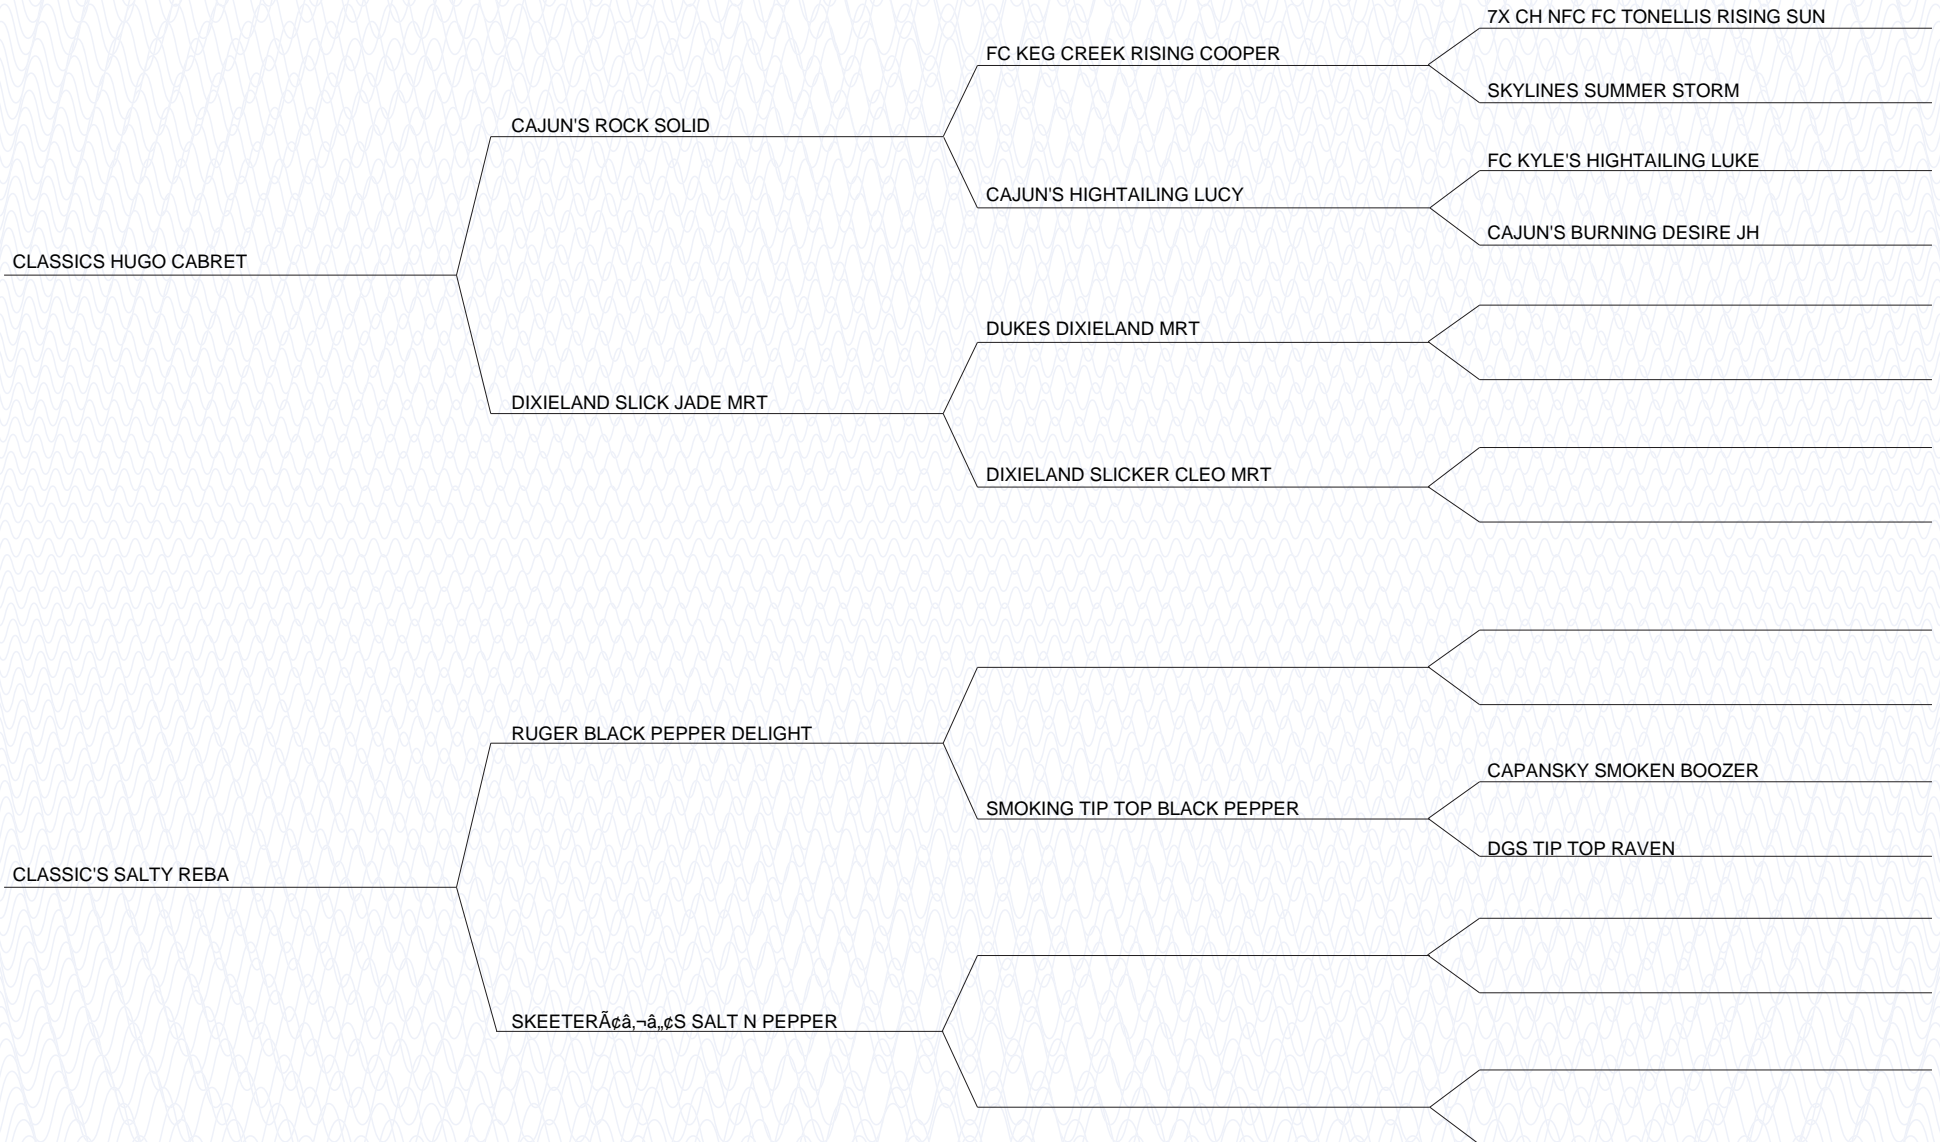 7X CH NFC FC TONELLIS RISING SUN
FC KEG CREEK RISING COOPER
SKYLINES SUMMER STORM
CAJUN'S ROCK SOLID
FC KYLE'S HIGHTAILING LUKE
CAJUN'S HIGHTAILING LUCY
CAJUN'S BURNING DESIRE JH
CLASSICS HUGO CABRET
DUKES DIXIELAND MRT
DIXIELAND SLICK JADE MRT
DIXIELAND SLICKER CLEO MRT
RUGER BLACK PEPPER DELIGHT
CAPANSKY SMOKEN BOOZER
SMOKING TIP TOP BLACK PEPPER
DGS TIP TOP RAVEN
CLASSIC'S SALTY REBA
SKEETERÃ¢â‚¬â„¢S SALT N PEPPER